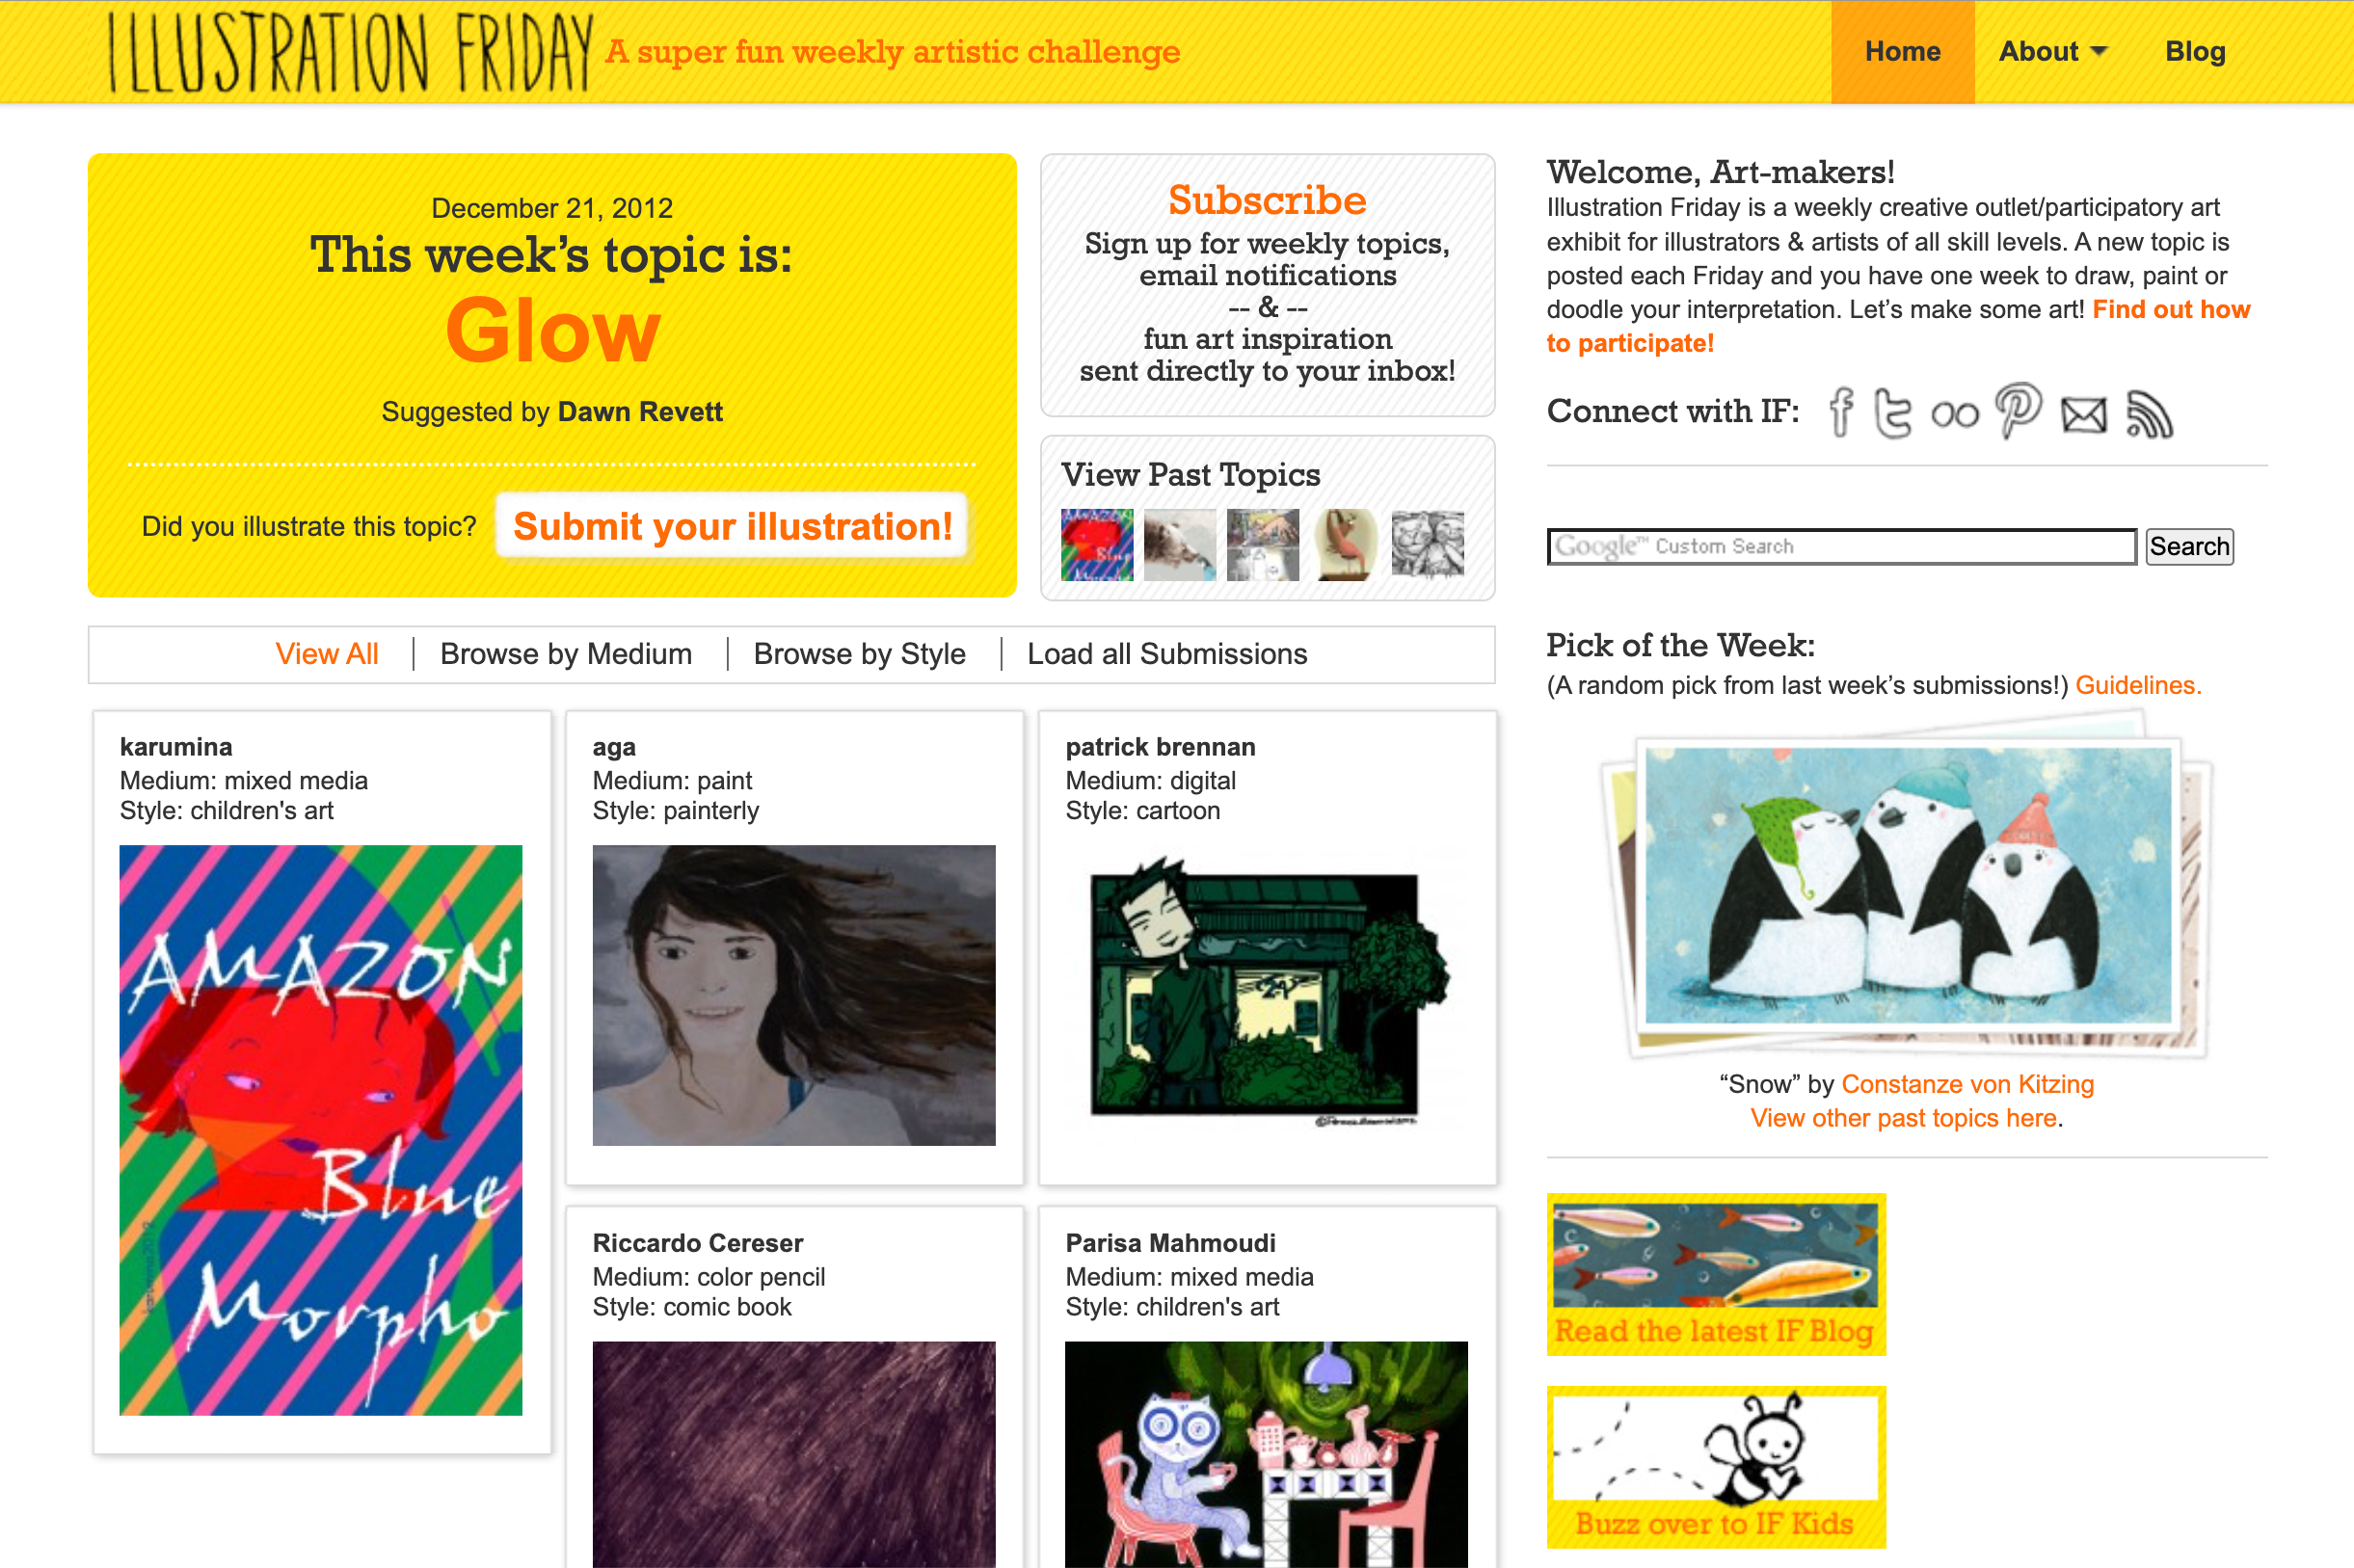 ILLUSTRATION FRIDAY
A super fun weekly artistic challenge
Home
About
Blog
December 21, 2012
This week's topic is:
Glow
Suggested by Dawn Revett
Did you illustrate this topic?
Submit your illustration!
Subscribe
Sign up for weekly topics,
email notifications
-- & --
fun art inspiration
sent directly to your inbox!
View Past Topics
Welcome, Art-makers!
Illustration Friday is a weekly creative outlet/participatory art
exhibit for illustrators & artists of all skill levels. A new topic is
posted each Friday and you have one week to draw, paint or
doodle your interpretation. Let's make some art! Find out how
to participate!
Connect with IF:
Google™ Custom Search
Search
View All
Browse by Medium
Browse by Style
Load all Submissions
karumina
Medium: mixed media
Style: children's art
AMAZON
Blue
Morpho
aga
Medium: paint
Style: painterly
patrick brennan
Medium: digital
Style: cartoon
24
Riccardo Cereser
Medium: color pencil
Style: comic book
Parisa Mahmoudi
Medium: mixed media
Style: children's art
Pick of the Week:
(A random pick from last week's submissions!) Guidelines.
“Snow” by Constanze von Kitzing
View other past topics here.
Read the latest IF Blog
Buzz over to IF Kids